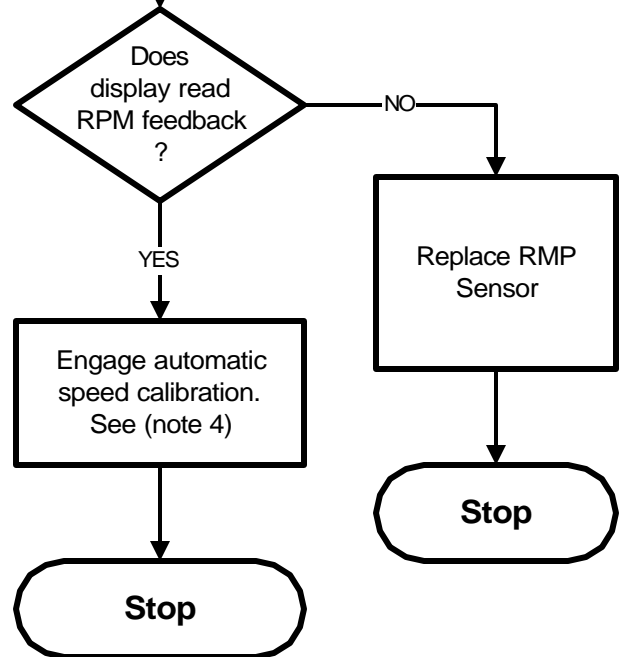 Does
display read
RPM feedback
?
NO
YES
Replace RMP
Sensor
Engage automatic
speed calibration.
See (note 4)
Stop
Stop